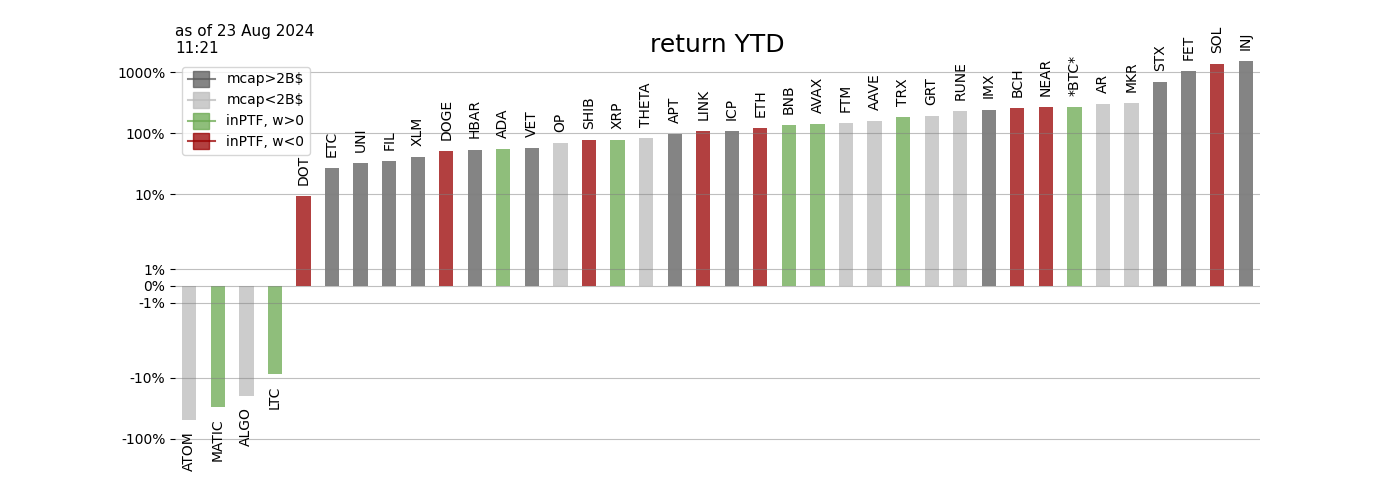 as of 23 Aug 2024
11:21
return YTD
mcap>2B$
mcap<2B$
inPTF, w>0
inPTF, w<0
1000%
100%
10%
1%
0%
-1%
-10%
-100%
ATOM
MATIC
ALGO
LTC
DOT
ETC
UNI
FIL
XLM
DOGE
HBAR
ADA
VET
OP
SHIB
XRP
THETA
APT
LINK
ICP
ETH
BNB
AVAX
FTM
AAVE
TRX
GRT
RUNE
IMX
BCH
NEAR
*BTC*
AR
MKR
STX
FET
SOL
INJ